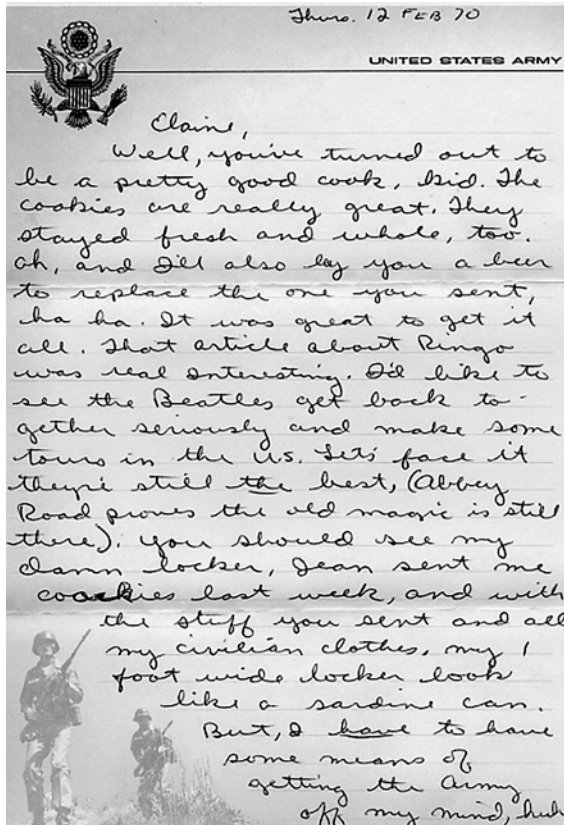 Thurs. 12 FEB 70
UNITED STATES ARMY
Elaine,
Well, you've turned out to
be a pretty good cook, kid. The
cookies are really great. They
stayed fresh and whole, too.
Oh, and I'll also by you a beer
to replace the one you sent,
ha ha. It was great to get it
all. That article about Ringo
was real interesting. I'd like to
see the Beatles get back to-
gether seriously and make some
tours in the U.S. Let's face it
they're still the best, (Abbey
Road proves the old magic is still
there). You should see my
damn locker, Jean sent me
cookies last week, and with
the stuff you sent and all
my civilian clothes, my 1
foot wide locker look
like a sardine can.
But, I have to have
some means of
getting the Army
off my mind, huh